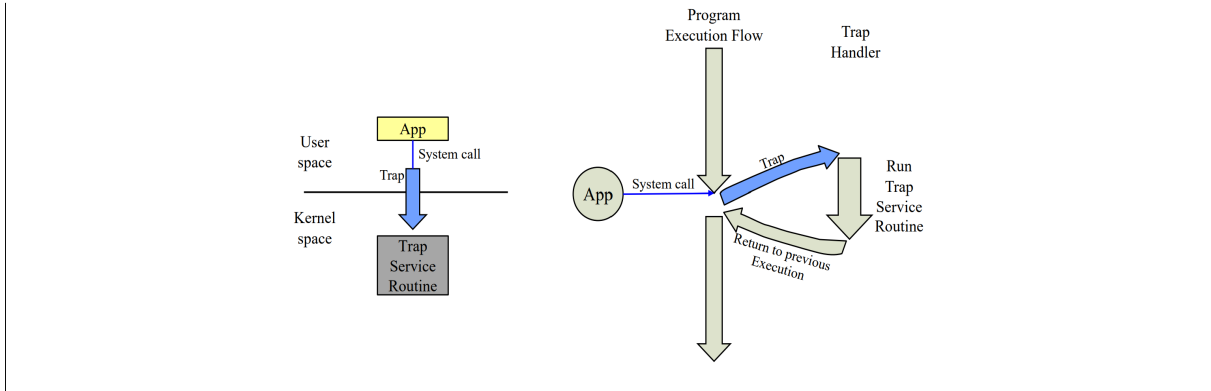 User
space
App
System call
Trap
Kernel
space
Trap
Service
Routine
Program
Execution Flow
Trap
Handler
App
System call
Trap
Run
Trap
Service
Routine
Return to previous
Execution